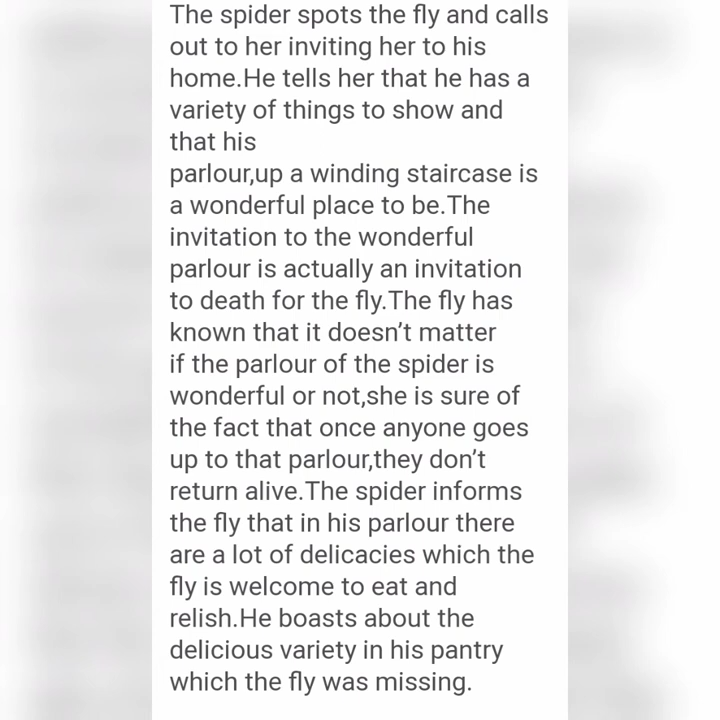 The spider spots the fly and calls
out to her inviting her to his
home.He tells her that he has a
variety of things to show and
that his
parlour,up a winding staircase is
a wonderful place to be.The
invitation to the wonderful
parlour is actually an invitation
to death for the fly.The fly has
known that it doesn’t matter
if the parlour of the spider is
wonderful or not,she is sure of
the fact that once anyone goes
up to that parlour,they don’t
return alive.The spider informs
the fly that in his parlour there
are a lot of delicacies which the
fly is welcome to eat and
relish.He boasts about the
delicious variety in his pantry
which the fly was missing.